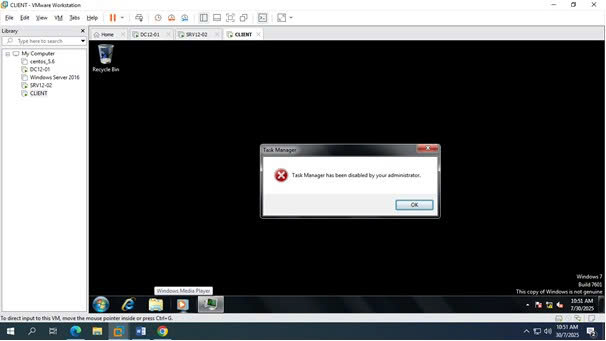 CLIENT - VMware Workstation
File Edit View VM Tabs Help
Library
Type here to search
My Computer
centos_5.6
DC12-01
Windows Server 2016
SRV12-02
CLIENT
Home DC12-01 SRV12-02 CLIENT
Recycle Bin
Task Manager
Task Manager has been disabled by your administrator.
OK
Windows 7
Build 7601
This copy of Windows is not genuine
Windows Media Player
10:51 AM
7/30/2025
To direct input to this VM, move the mouse pointer inside or press Ctrl+G.
10:51 AM
30/7/2025